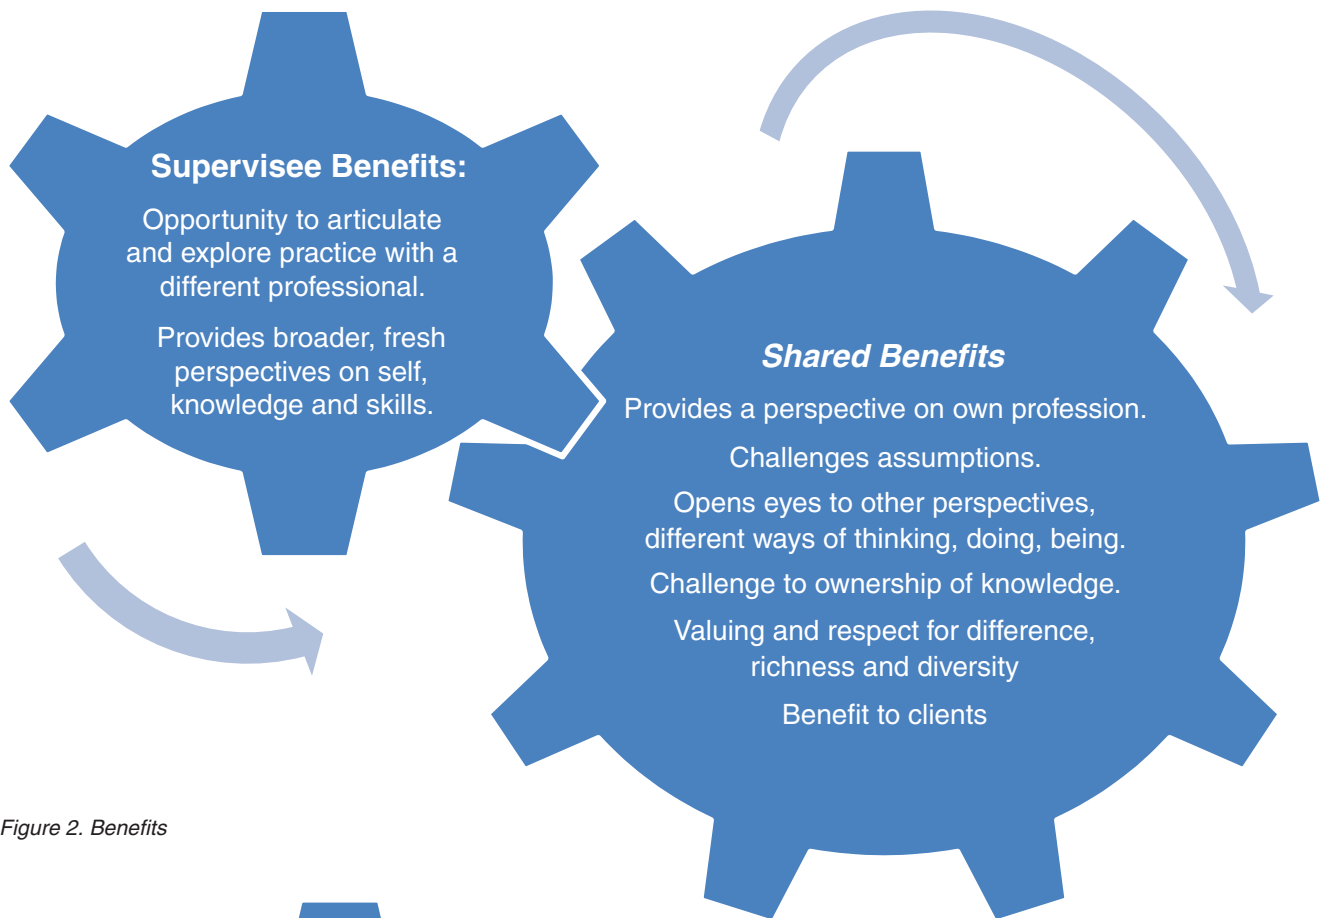 Supervisee Benefits:
Opportunity to articulate
and explore practice with a
different professional.
Provides broader, fresh
perspectives on self,
knowledge and skills.
Shared Benefits
Provides a perspective on own profession.
Challenges assumptions.
Opens eyes to other perspectives,
different ways of thinking, doing, being.
Challenge to ownership of knowledge.
Valuing and respect for difference,
richness and diversity
Benefit to clients
Figure 2. Benefits